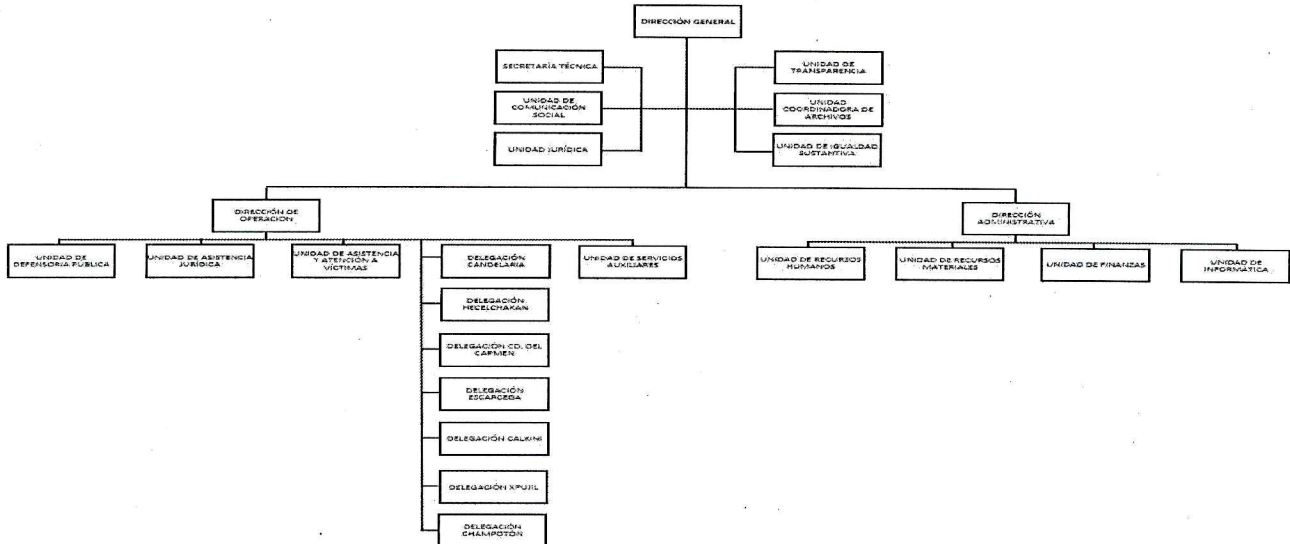 DIRECCIÓN GENERAL
SECRETARÍA TÉCNICA
UNIDAD DE
TRANSPARENCIA
UNIDAD DE
COMUNICACIÓN
SOCIAL
UNIDAD
COORDINADORA DE
ARCHIVOS
UNIDAD JURÍDICA
UNIDAD DE IGUALDAD
SUSTANTIVA
DIRECCIÓN DE
OPERACIÓN
DIRECCIÓN
ADMINISTRATIVA
UNIDAD DE
DEFENSORIA PÚBLICA
UNIDAD DE ASISTENCIA
JURÍDICA
UNIDAD DE ASISTENCIA
Y ATENCIÓN A
VÍCTIMAS
DELEGACIÓN
CANDELARIA
UNIDAD DE SERVICIOS
AUXILIARES
UNIDAD DE RECURSOS
HUMANOS
UNIDAD DE RECURSOS
MATERIALES
UNIDAD DE FINANZAS
UNIDAD DE
INFORMÁTICA
DELEGACIÓN
HECELCHAKAN
DELEGACIÓN CD. DEL
CARMEN
DELEGACIÓN
ESCARCEGA
DELEGACIÓN CALKINI
DELEGACIÓN XPUJIL
DELEGACIÓN
CHAMPOTÓN